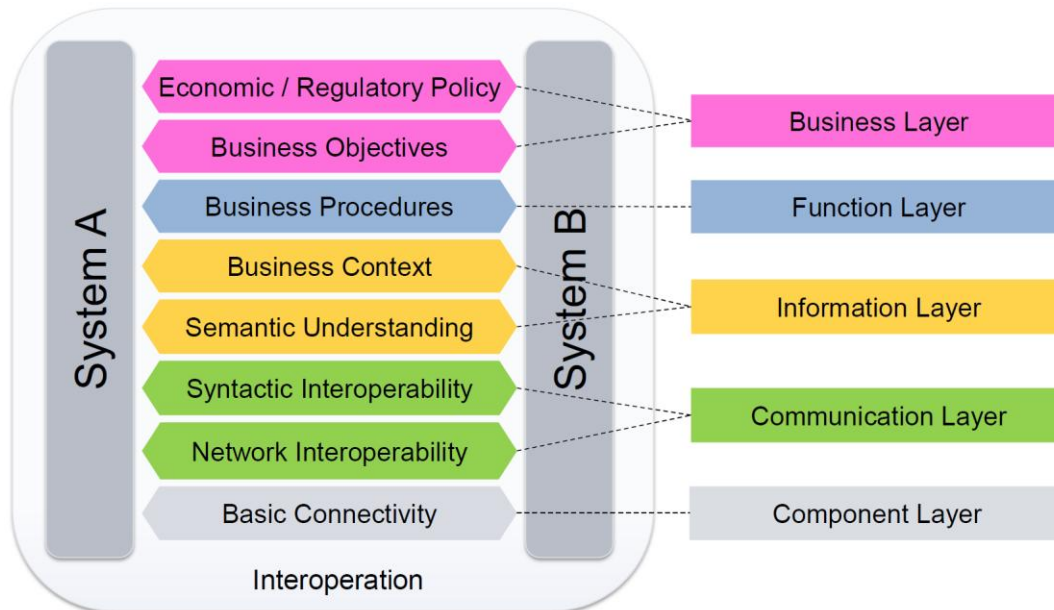 System A
Economic / Regulatory Policy
Business Objectives
Business Procedures
Business Context
Semantic Understanding
Syntactic Interoperability
Network Interoperability
Basic Connectivity
System B
Interoperation
Business Layer
Function Layer
Information Layer
Communication Layer
Component Layer